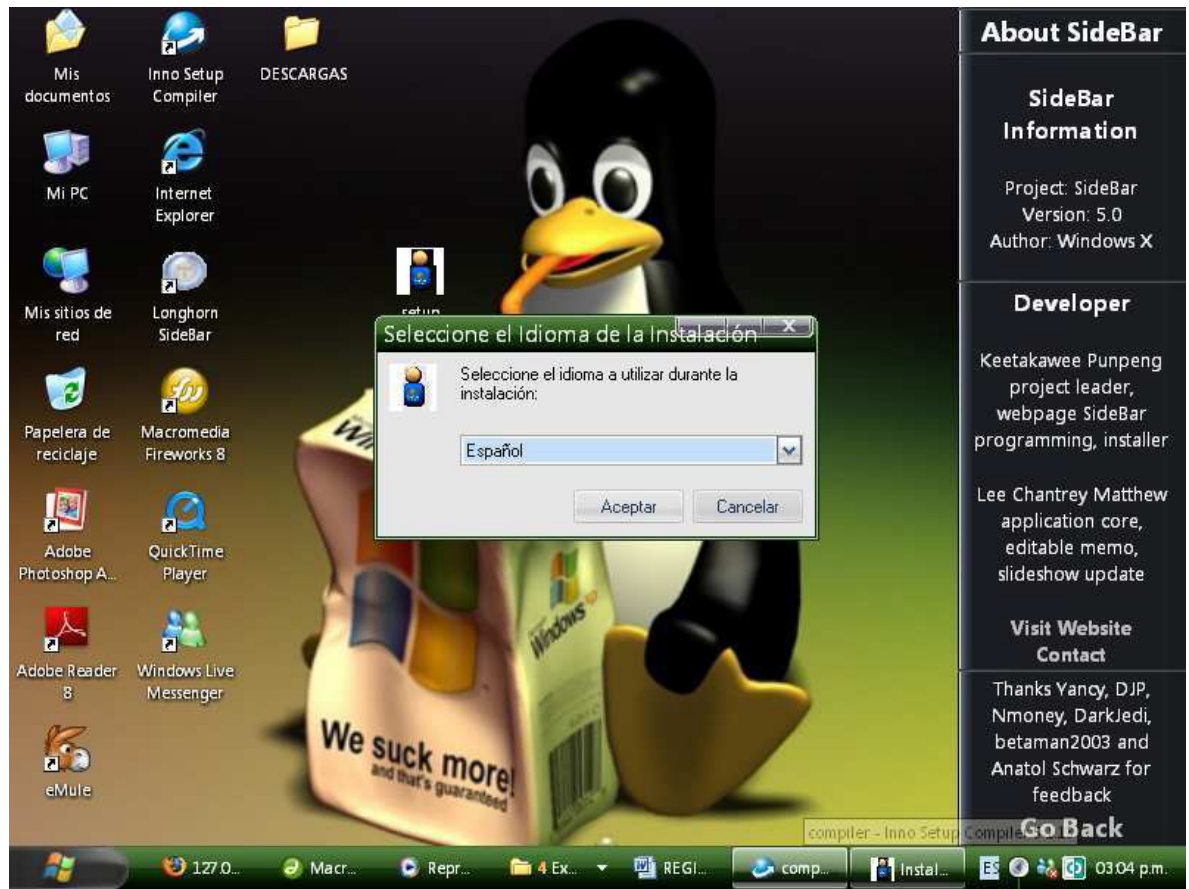 Mis
documentos
Inno Setup
Compiler
DESCARGAS
Mi PC
Internet
Explorer
Mis sitios de
red
Longhorn
SideBar
setup
Papelera de
reciclaje
Macromedia
Fireworks 8
Adobe
Photoshop A...
QuickTime
Player
Adobe Reader
8
Windows Live
Messenger
eMule
Seleccione el Idioma de la Instalación
Seleccione el idioma a utilizar durante la
instalación:
Español
Aceptar
Cancelar
Windows
We suck more!
and that's guaranteed
About SideBar
SideBar
Information
Project: SideBar
Version: 5.0
Author: Windows X
Developer
Keetakawee Punpeng
project leader,
webpage SideBar
programming, installer
Lee Chantrey Matthew
application core,
editable memo,
slideshow update
Visit Website
Contact
Thanks Yancy, DJP,
Nmoney, DarkJedi,
betaman2003 and
Anatol Schwarz for
feedback
Go Back
compiler - Inno Setup Compiler
127.0...
Macr...
Repr...
4 Ex...
REGI...
comp...
Instal...
ES
03:04 p.m.